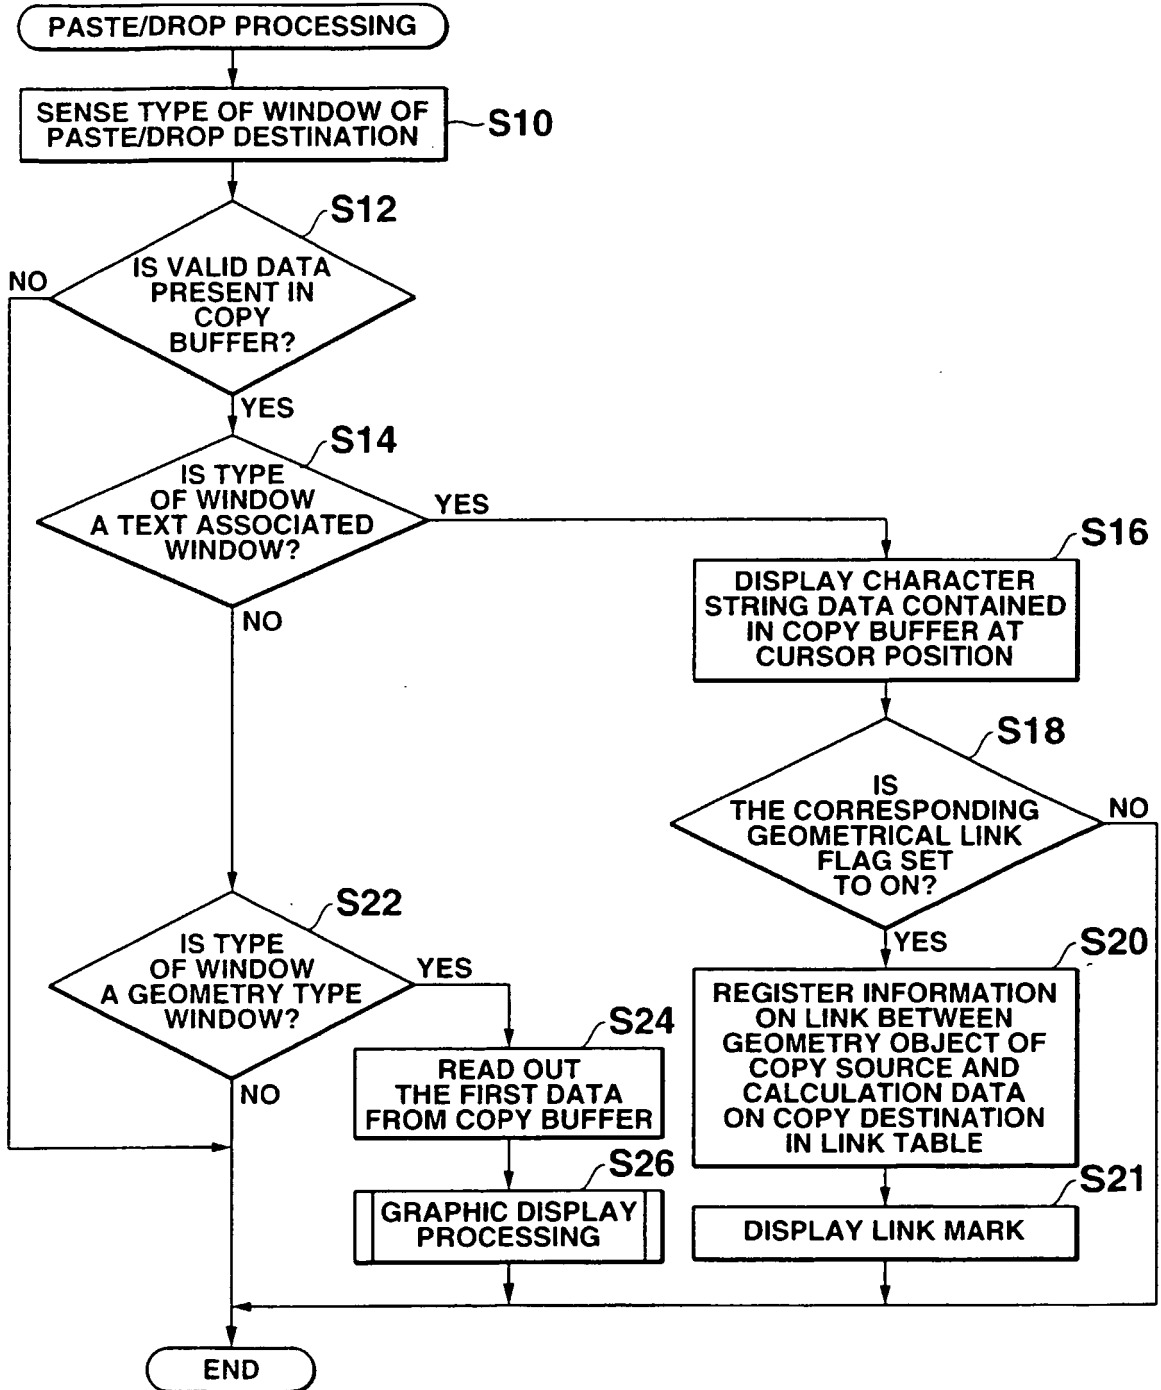 PASTE/DROP PROCESSING
SENSE TYPE OF WINDOW OF
PASTE/DROP DESTINATION
S10
S12
IS VALID DATA
PRESENT IN
COPY
BUFFER?
NO
YES
S14
IS TYPE
OF WINDOW
A TEXT ASSOCIATED
WINDOW?
YES
NO
S16
DISPLAY CHARACTER
STRING DATA CONTAINED
IN COPY BUFFER AT
CURSOR POSITION
S18
IS
THE CORRESPONDING
GEOMETRICAL LINK
FLAG SET
TO ON?
NO
YES
S20
REGISTER INFORMATION
ON LINK BETWEEN
GEOMETRY OBJECT OF
COPY SOURCE AND
CALCULATION DATA
ON COPY DESTINATION
IN LINK TABLE
S21
DISPLAY LINK MARK
S22
IS TYPE
OF WINDOW
A GEOMETRY TYPE
WINDOW?
YES
NO
S24
READ OUT
THE FIRST DATA
FROM COPY BUFFER
S26
GRAPHIC DISPLAY
PROCESSING
END